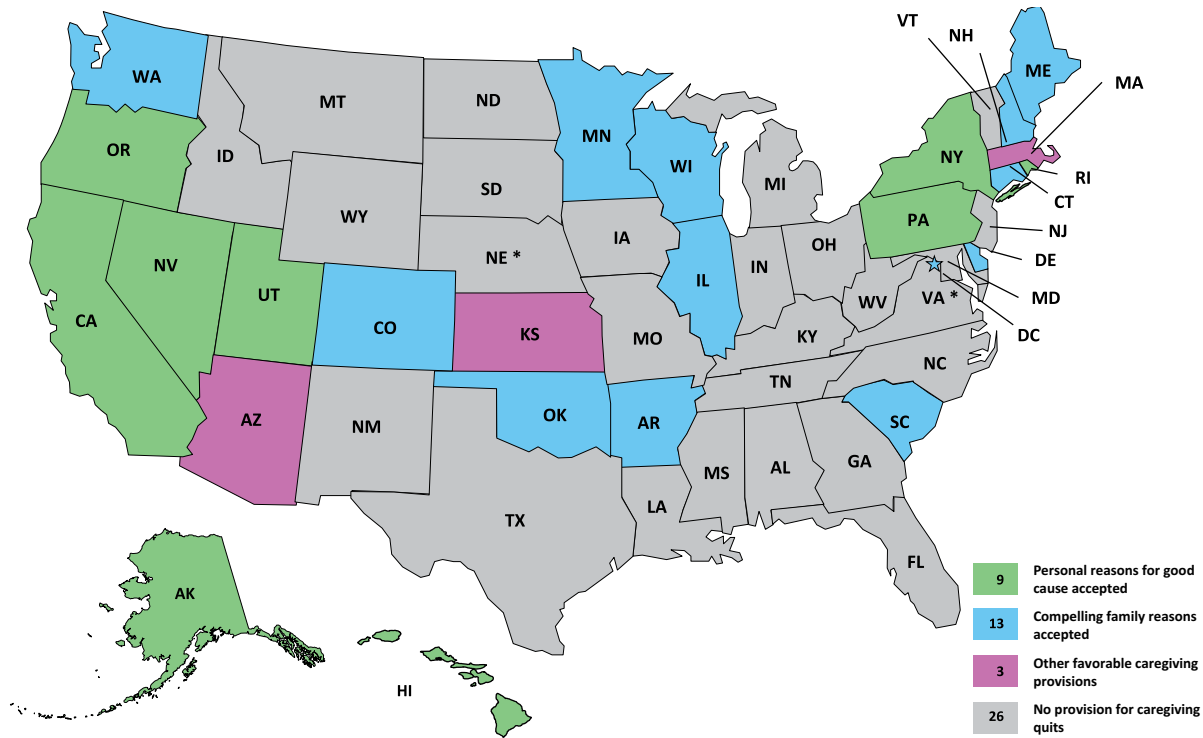 VT
NH
WA
ME
MT
ND
MA
MN
OR
NY
ID
WI
SD
MI
RI
CT
WY
PA
NJ
IA
OH
NE *
NV
IN
DE
UT
IL
MD
WV
VA *
CA
CO
KS
MO
KY
DC
NC
TN
AZ
OK
AR
SC
NM
GA
MS
AL
LA
TX
FL
AK
HI
9 Personal reasons for good
cause accepted
13 Compelling family reasons
accepted
3 Other favorable caregiving
provisions
26 No provision for caregiving
quits